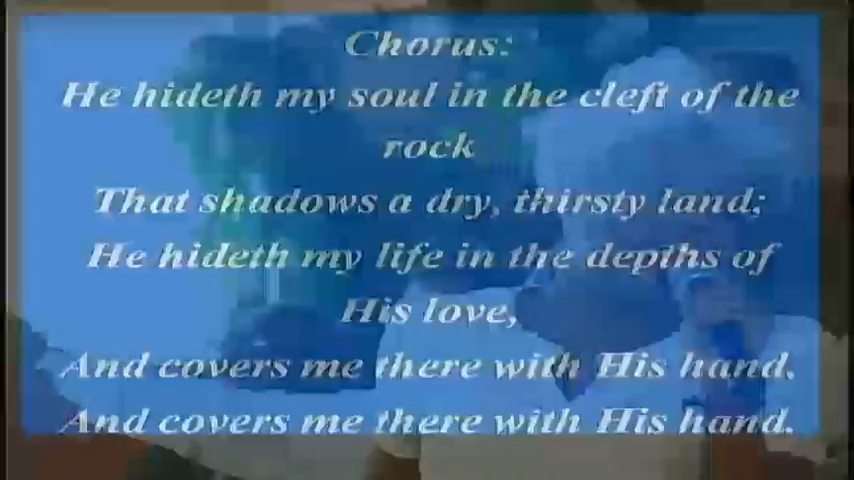 Chorus:
He hideth my soul in the cleft of the
rock
That shadows a dry, thirsty land;
He hideth my life in the depths of
His love,
And covers me there with His hand,
And covers me there with His hand.